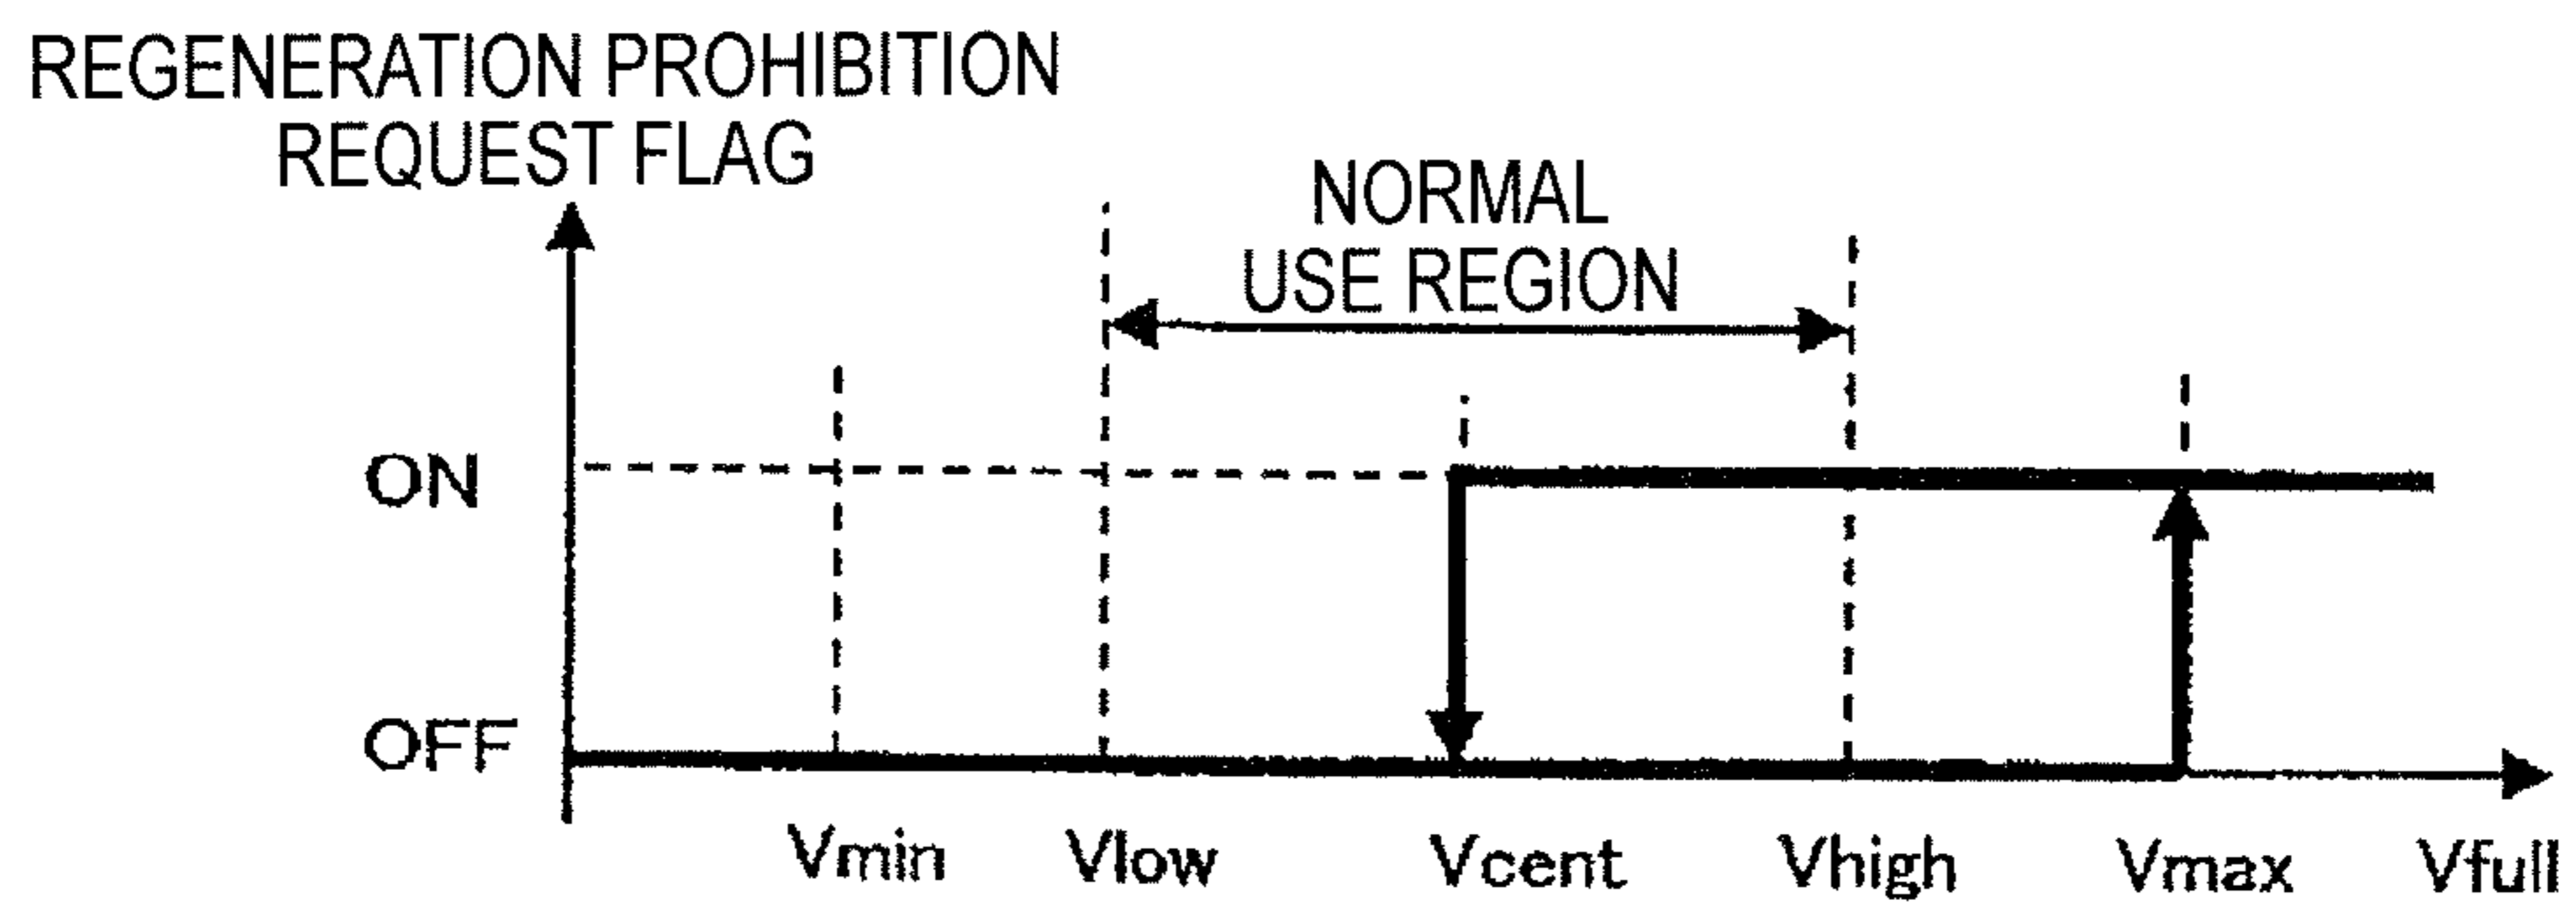 REGENERATION PROHIBITION
REQUEST FLAG
NORMAL
USE REGION
ON
OFF
Vmin Vlow Vcent Vhigh Vmax Vfull